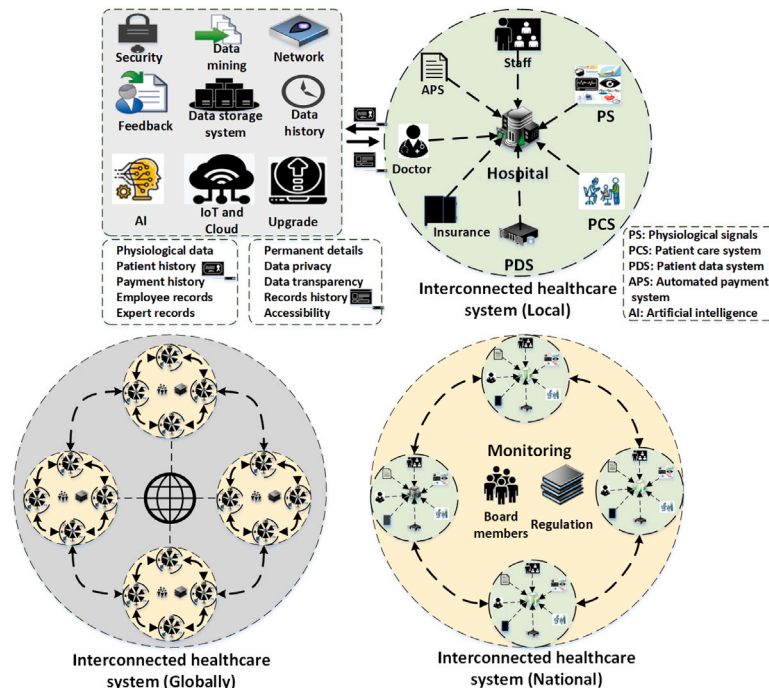 Security
Data
mining
Network
Feedback
Data storage
system
Data
history
AI
IoT and
Cloud
Upgrade
Staff
APS
PS
Doctor
Hospital
Insurance
PCS
PDS
Interconnected healthcare
system (Local)
Physiological data
Patient history
Payment history
Employee records
Expert records
Permanent details
Data privacy
Data transparency
Records history
Accessibility
PS: Physiological signals
PCS: Patient care system
PDS: Patient data system
APS: Automated payment
system
AI: Artificial intelligence
Interconnected healthcare
system (Globally)
Monitoring
Board
members
Regulation
Interconnected healthcare
system (National)